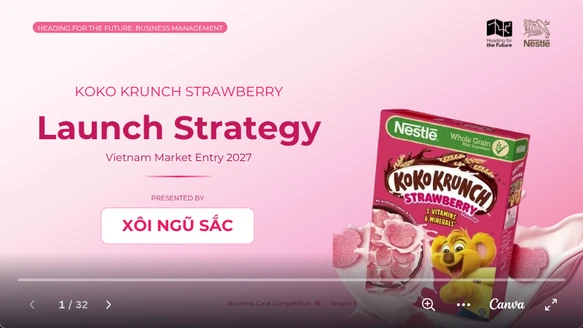 HEADING FOR THE FUTURE: BUSINESS MANAGEMENT
Heading for
the Future
Nestlé
KOKO KRUNCH STRAWBERRY
Launch Strategy
Vietnam Market Entry 2027
PRESENTED BY
XÔI NGŨ SẮC
Nestlé
Whole Grain
KOKO KRUNCH
STRAWBERRY
VITAMINS
& MINERALS
Business Case Competition
Season
1 / 32
Canva